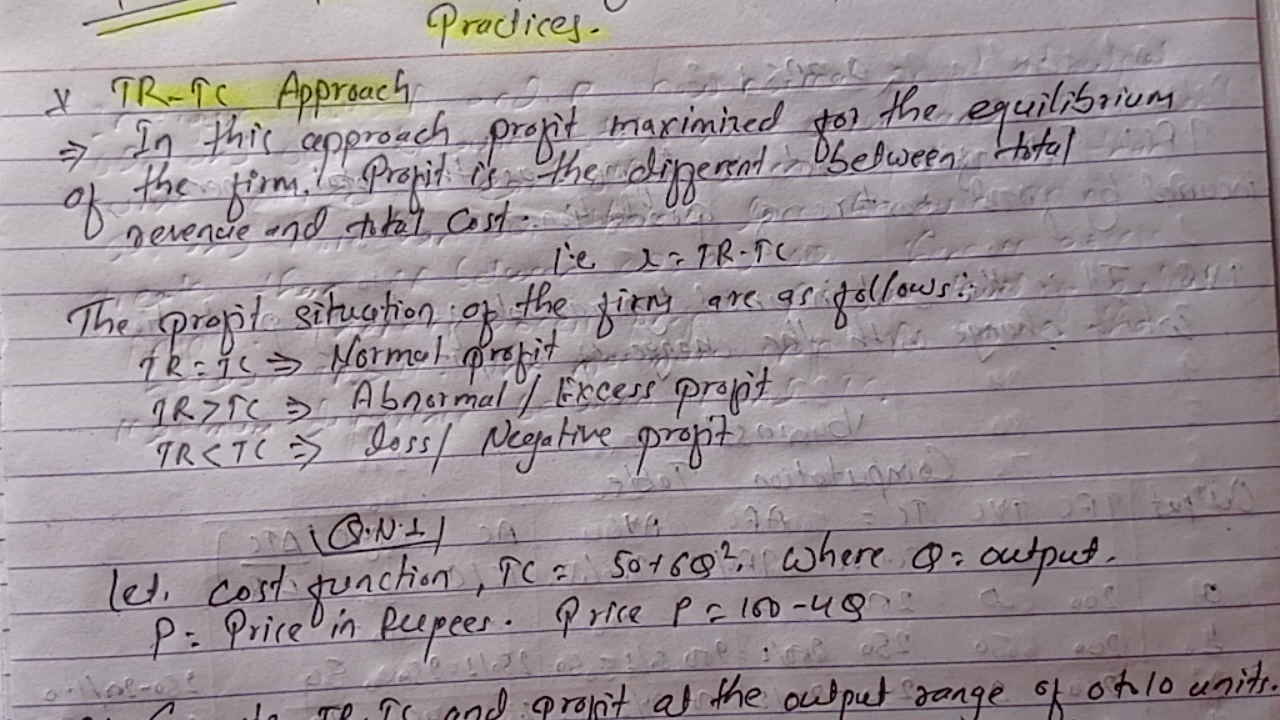 Practices.
x TR-TC Approach
⇒ In this approach profit maximized for the equilibrium
of the firm. Profit is the different between total
revenue and total cost.
i.e π = TR-TC
The profit situation of the firm are as follows:
TR = TC ⇒ Normal profit
TR > TC ⇒ Abnormal / Excess profit
TR < TC ⇒ loss / Negative profit
Q.N.1
let. cost function, TC = 50+6Q². Where Q = output.
P = Price in Rupees. Price P = 100-4Q
TR, TC and profit at the output range of 0 to 10 units.